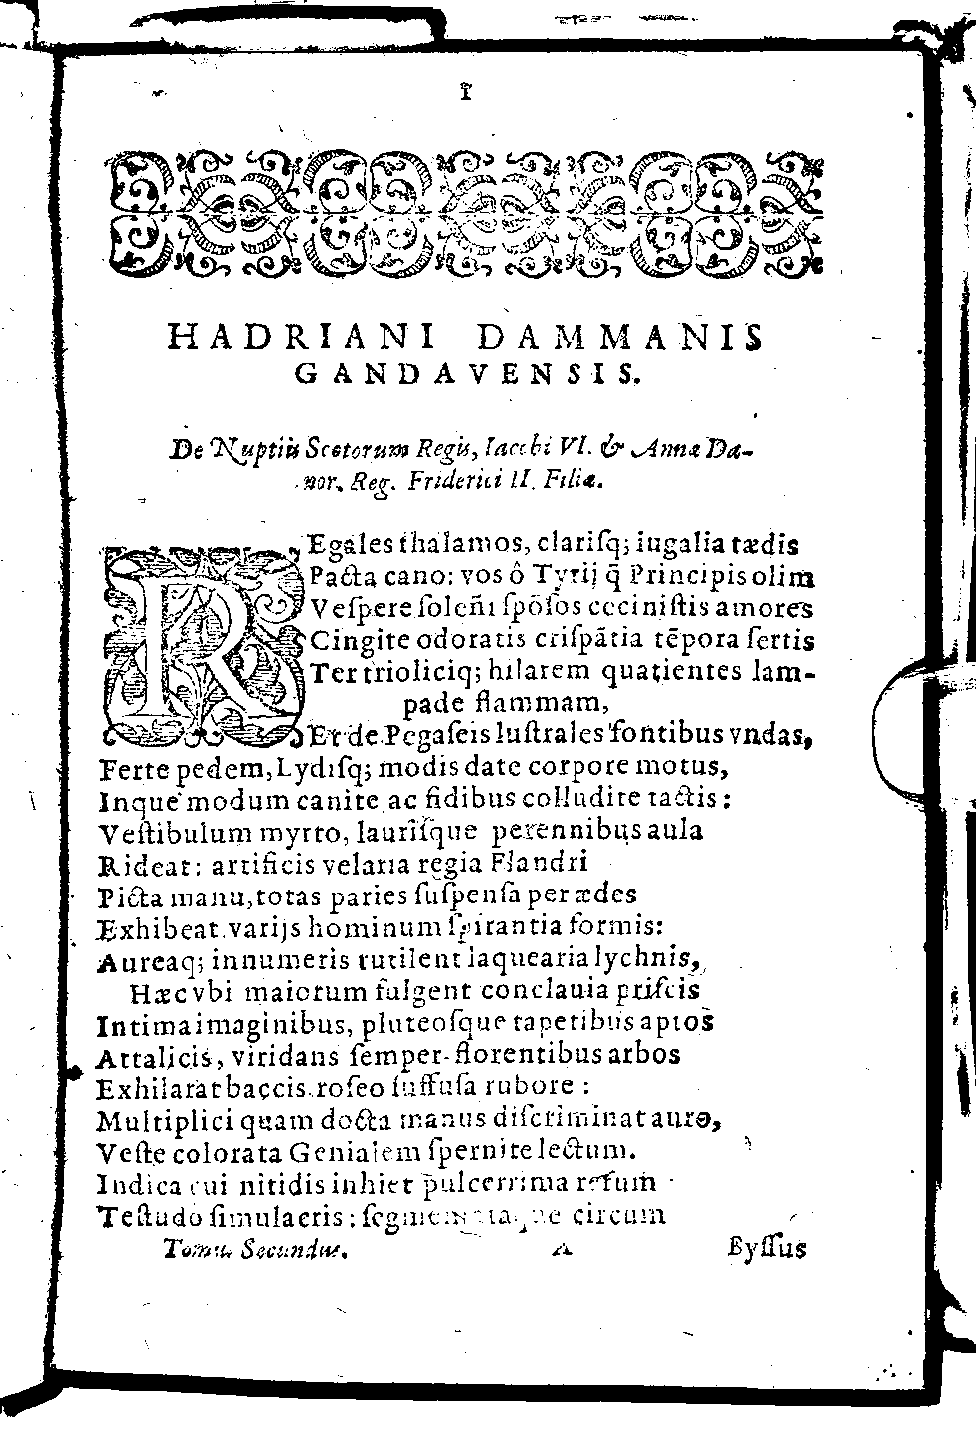 1
HADRIANI DAMMANIS
GANDAVENSIS.
De Nuptiis Scotorum Regis, Iacobi VI. & Annæ Da-
nor. Reg. Friderici II. Filiæ.
REgales thalamos, clariſq; iugalia tædis
Pacta cano: vos ô Tyrij q̃ Principis olim
Veſpere ſoleñi ſpõſos ceciniſtis amores
Cingite odoratis criſpãtia tẽpora ſertis
Ter trioliciq; hilarem quatientes lam-
pade flammam,
Et de Pegaſeis luſtrales fontibus vndas,
Ferte pedem, Lydiſq; modis date corpore motus,
Inque modum canite ac fidibus colludite tactis:
Veſtibulum myrto, lauriſque perennibus aula
Rideat: artificis velaria regia Flandri
Picta manu, totas paries ſuſpenſa per ædes
Exhibeat varijs hominum ſpirantia formis:
Aureaq; innumeris rutilent laquearia lychnis,
Hæc vbi maiorum fulgent conclauia priſcis
Intima imaginibus, pluteoſque tapetibus aptos
Attalicis, viridans ſemper florentibus arbos
Exhilarat baccis roſeo ſuffuſa rubore:
Multiplici quam docta manus diſcriminat auro,
Veſte colorata Genialem ſpernite lectum.
Indica cui nitidis inhiet pulcerrima rerum
Teſtudo ſimulacris: circum
Tomus Secundus. A Byſſus